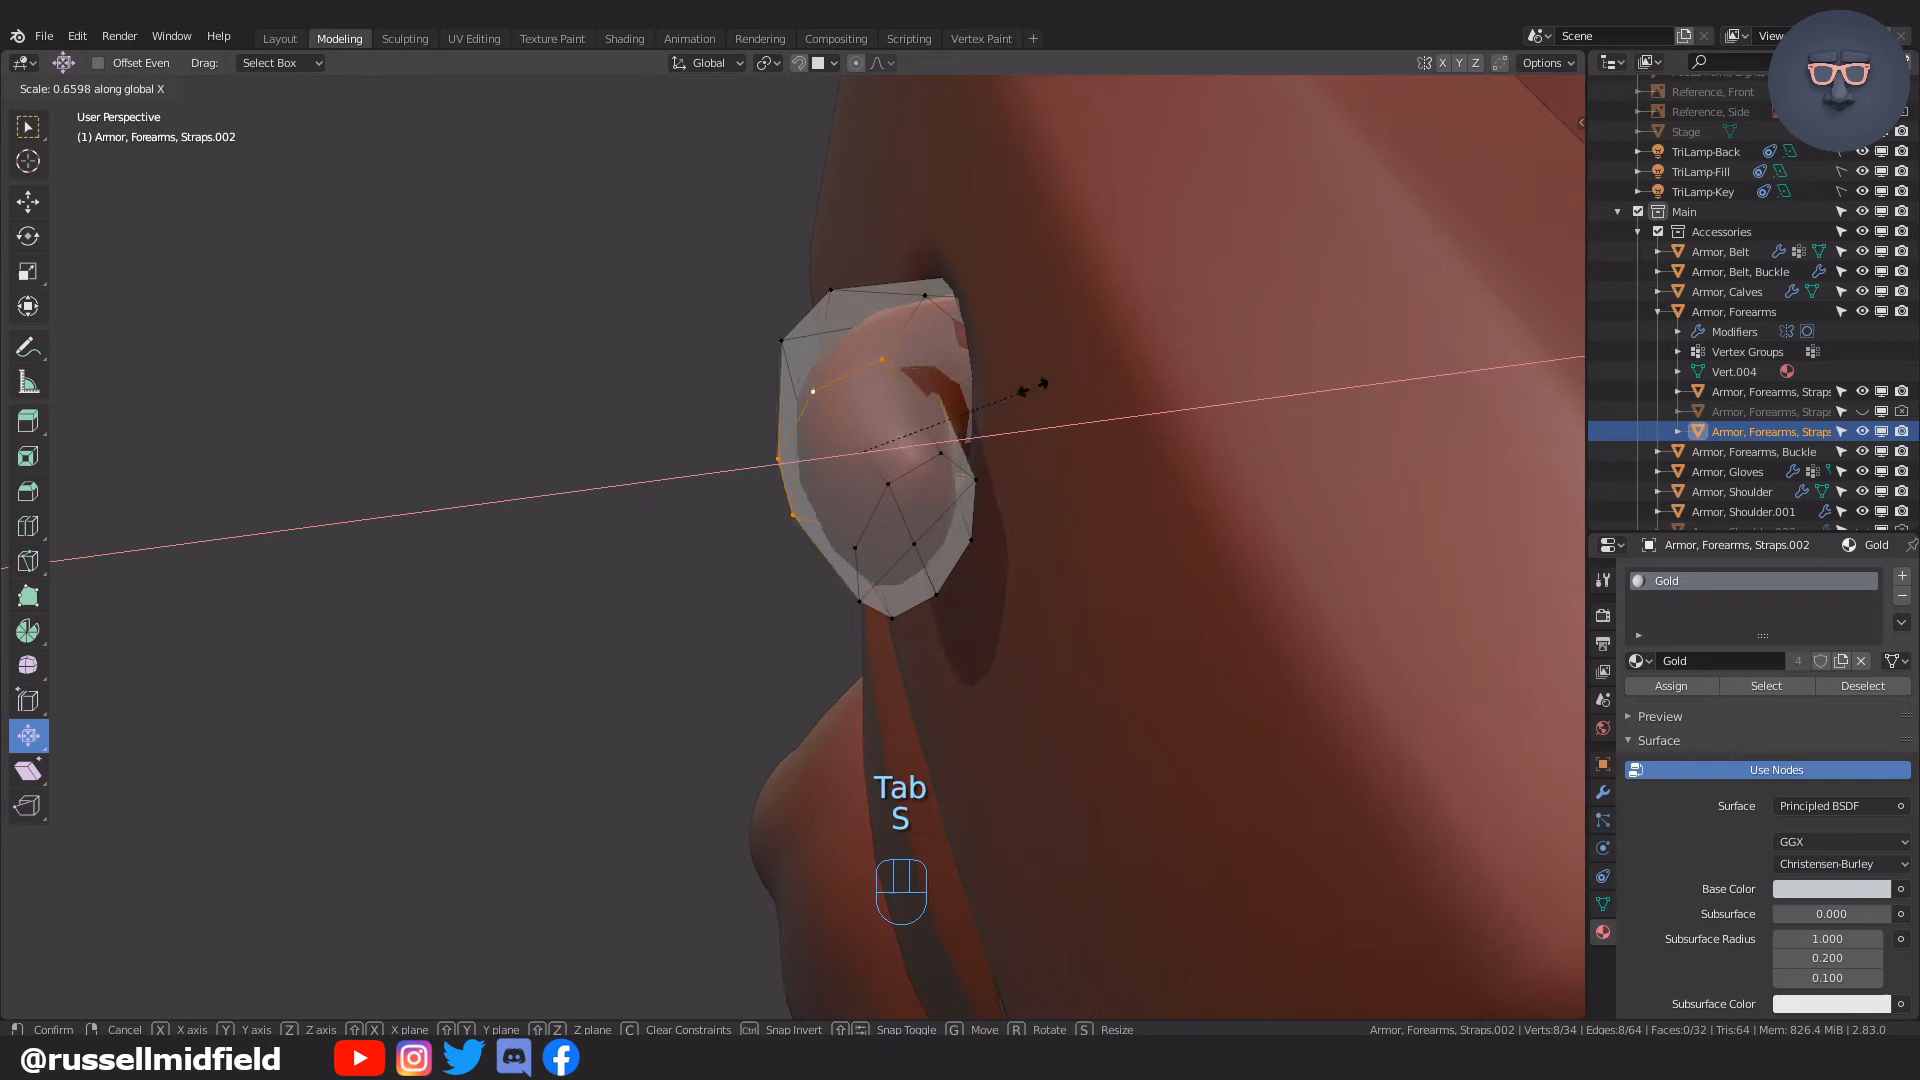 File Edit Render Window Help Layout Modeling Sculpting UV Editing Texture Paint Shading Animation Rendering Compositing Scripting Vertex Paint + Scene View
Offset Even Drag: Select Box Global X Y Z Options
Scale: 0.6598 along global X
User Perspective
(1) Armor, Forearms, Straps.002
Reference, Front
Reference, Side
Stage
TriLamp-Back
TriLamp-Fill
TriLamp-Key
Main
Accessories
Armor, Belt
Armor, Belt, Buckle
Armor, Calves
Armor, Forearms
Modifiers
Vertex Groups
Vert.004
Armor, Forearms, Straps
Armor, Forearms, Straps
Armor, Forearms, Straps
Armor, Forearms, Buckle
Armor, Gloves
Armor, Shoulder
Armor, Shoulder.001
Armor, Forearms, Straps.002 Gold
Gold
Gold 4
Assign Select Deselect
Preview
Surface
Use Nodes
Surface Principled BSDF
GGX
Christensen-Burley
Base Color
Subsurface 0.000
Subsurface Radius 1.000
0.200
0.100
Subsurface Color
Tab
S
Confirm Cancel X X axis Y Y axis Z Z axis X X plane Y Y plane Z Z plane C Clear Constraints Ctrl Snap Invert Snap Toggle G Move R Rotate S Resize Armor, Forearms, Straps.002 | Verts:8/34 | Edges:8/64 | Faces:0/32 | Tris:64 | Mem: 826.4 MiB | 2.83.0
@russellmidfield